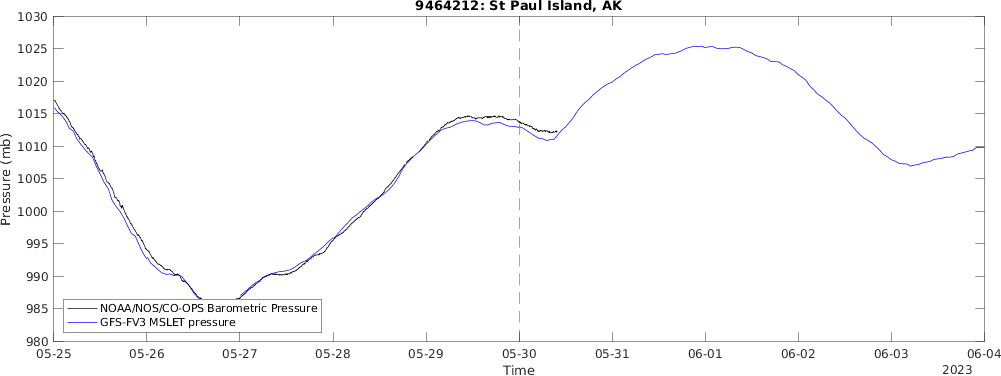 9464212: St Paul Island, AK
Pressure (mb)
1030
1025
1020
1015
1010
1005
1000
995
990
985
980
NOAA/NOS/CO-OPS Barometric Pressure
GFS-FV3 MSLET pressure
05-25 05-26 05-27 05-28 05-29 05-30 05-31 06-01 06-02 06-03 06-04
Time
2023